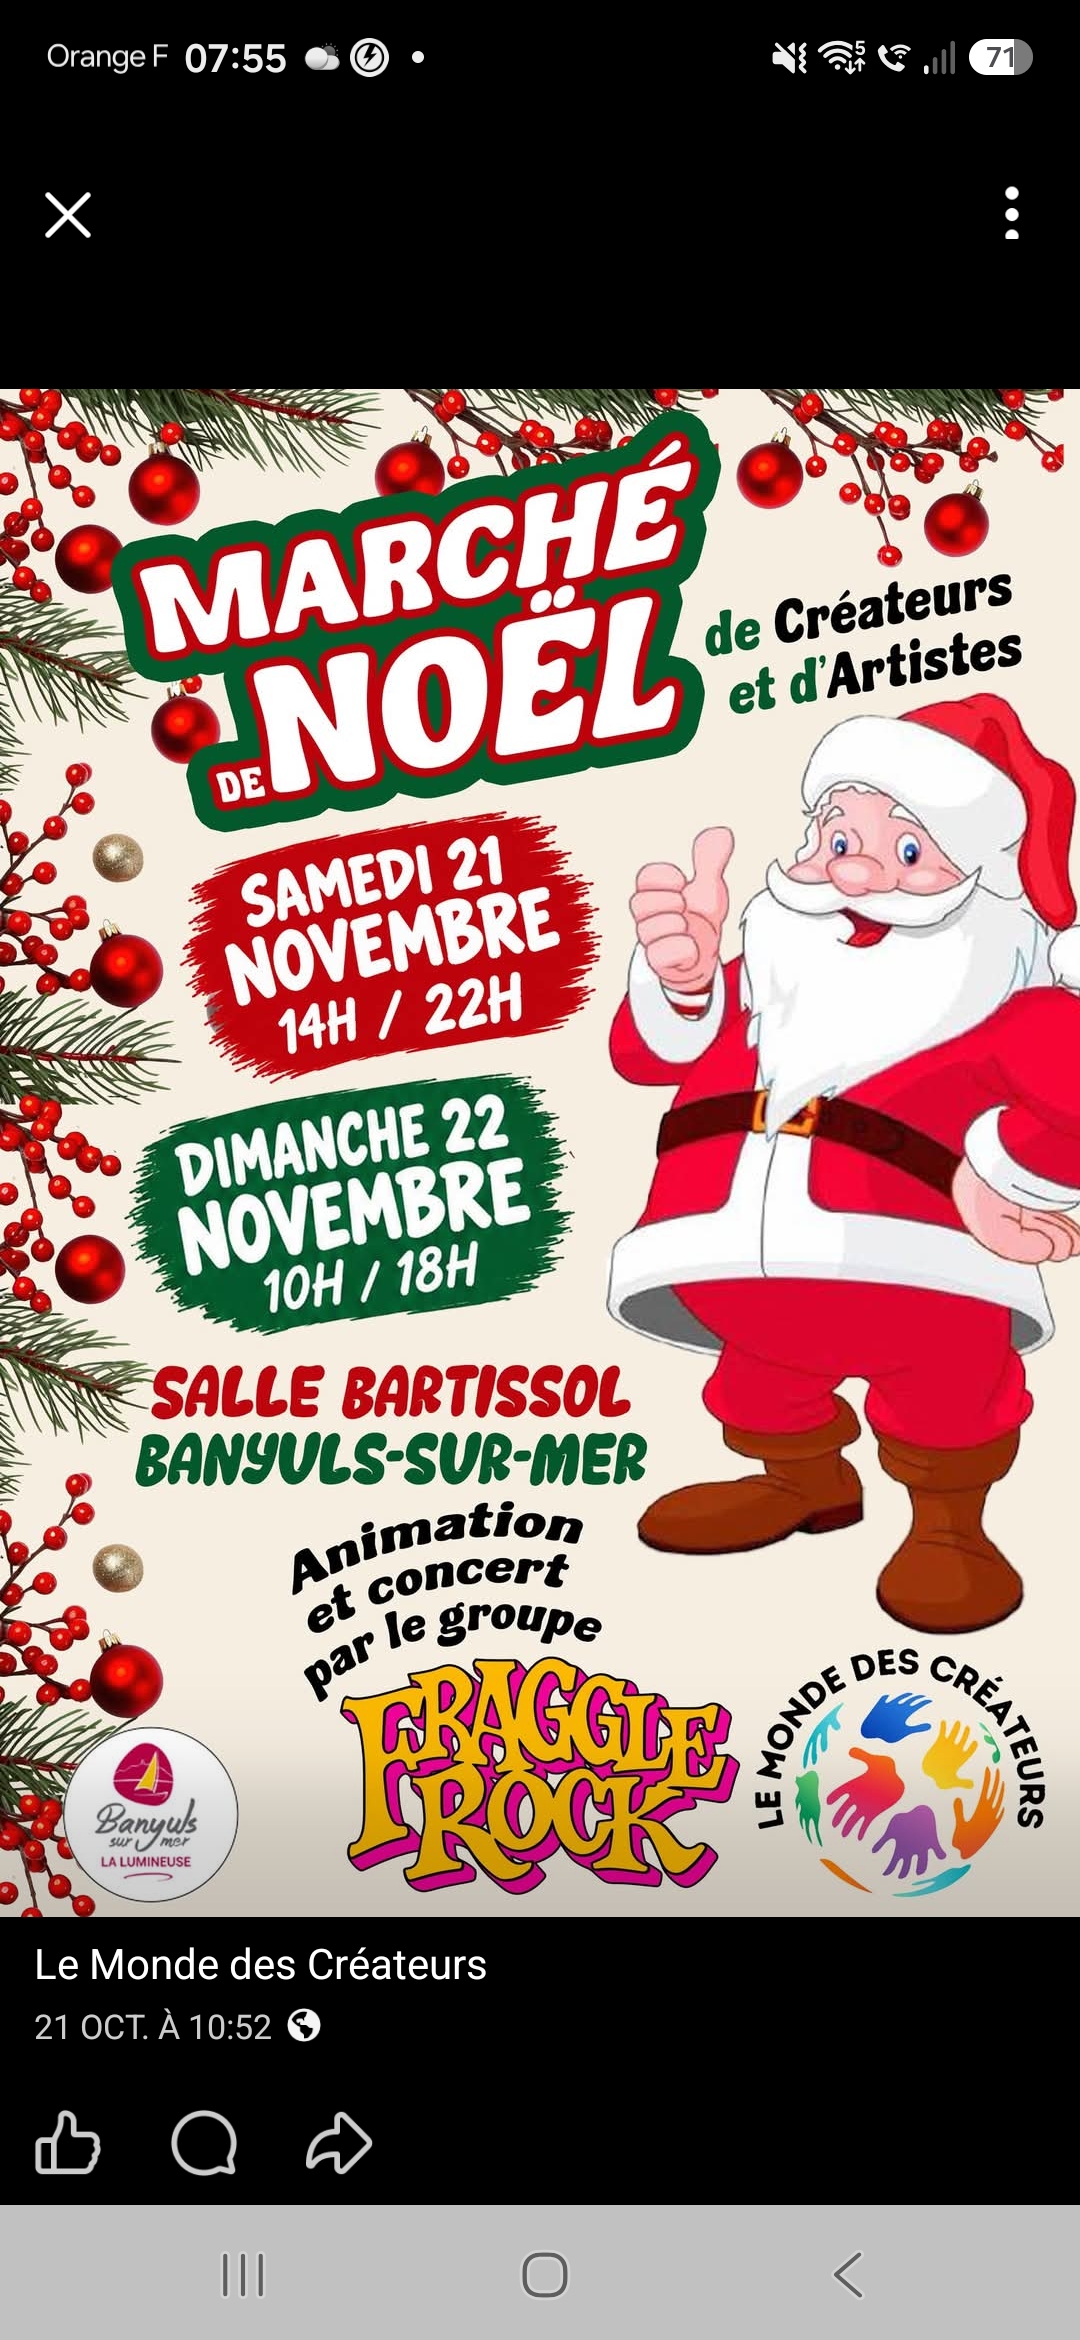 Orange F 07:55
5
71
MARCHÉ
DE NOËL
de Créateurs
et d'Artistes
SAMEDI 21
NOVEMBRE
14H / 22H
DIMANCHE 22
NOVEMBRE
10H / 18H
SALLE BARTISSOL
BANYULS-SUR-MER
Animation
et concert
par le groupe
FRAGGLE
ROCK
LE MONDE DES CRÉATEURS
Banyuls
sur mer
LA LUMINEUSE
Le Monde des Créateurs
21 OCT. À 10:52